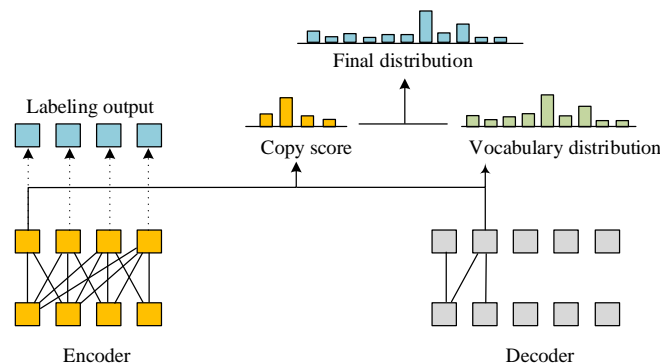 Final distribution
Labeling output
Copy score
Vocabulary distribution
Encoder
Decoder